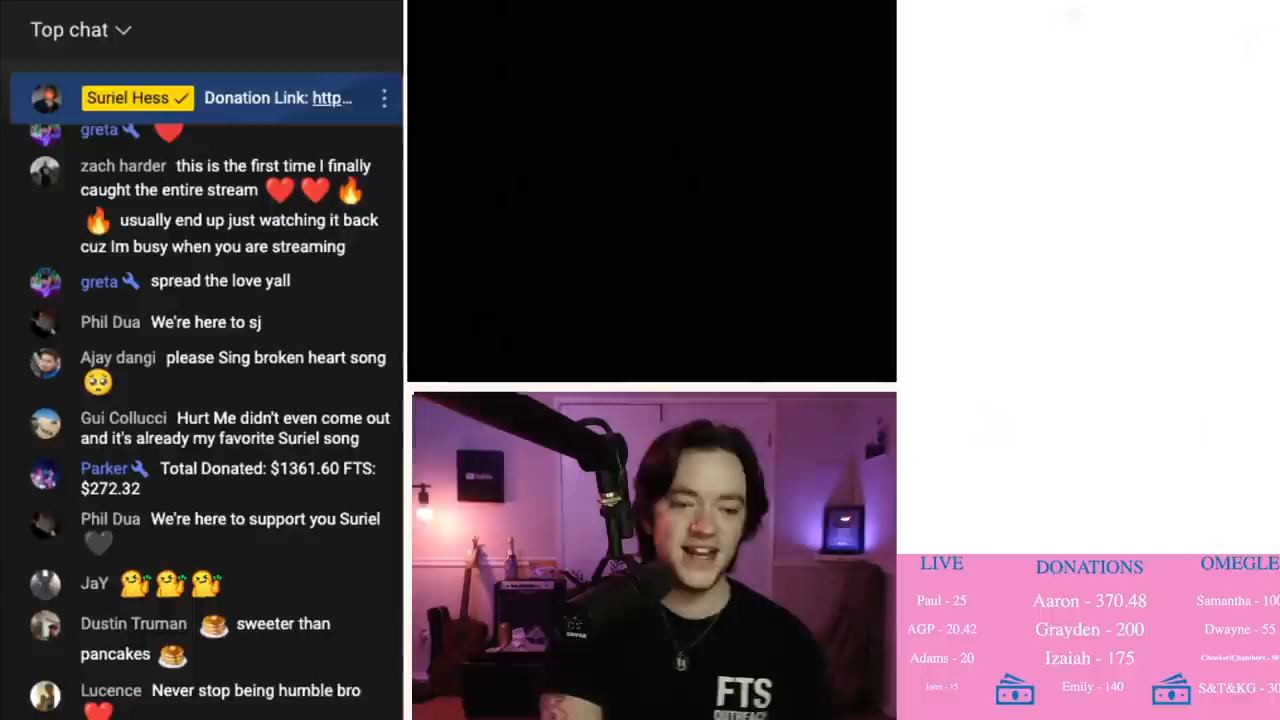 Top chat
Suriel Hess Donation Link: http...
greta
zach harder this is the first time I finally
caught the entire stream
usually end up just watching it back
cuz Im busy when you are streaming
greta spread the love yall
Phil Dua We're here to sj
Ajay dangi please Sing broken heart song
Gui Collucci Hurt Me didn't even come out
and it's already my favorite Suriel song
Parker Total Donated: $1361.60 FTS:
$272.32
Phil Dua We're here to support you Suriel
JaY
Dustin Truman sweeter than
pancakes
Lucence Never stop being humble bro
YouTube
FTS
OUTREACH
LIVE
Paul - 25
AGP - 20.42
Adams - 20
John - 15
DONATIONS
Aaron - 370.48
Grayden - 200
Izaiah - 175
Emily - 140
OMEGLE
Samantha - 100
Dwayne - 55
S&T&KG - 30